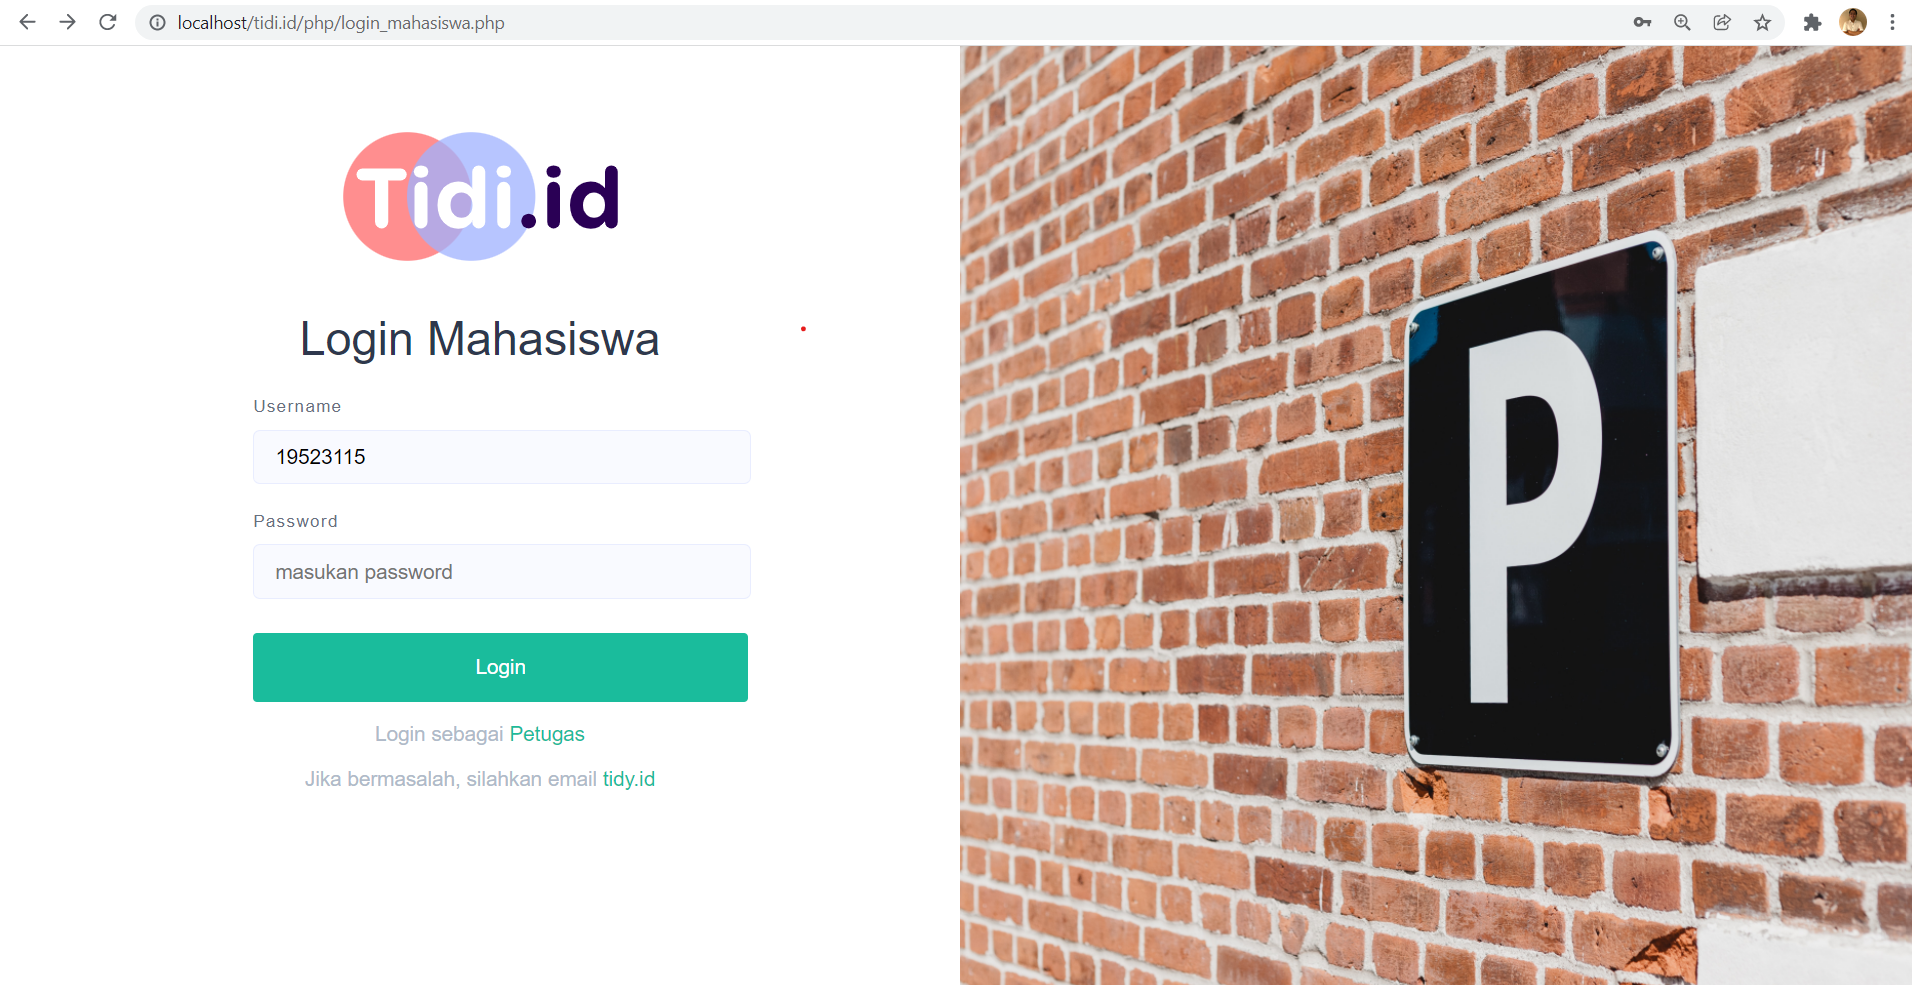 localhost/tidi.id/php/login_mahasiswa.php
Tidi.id
Login Mahasiswa
Username
19523115
Password
masukan password
Login
Login sebagai Petugas
Jika bermasalah, silahkan email tidy.id
P